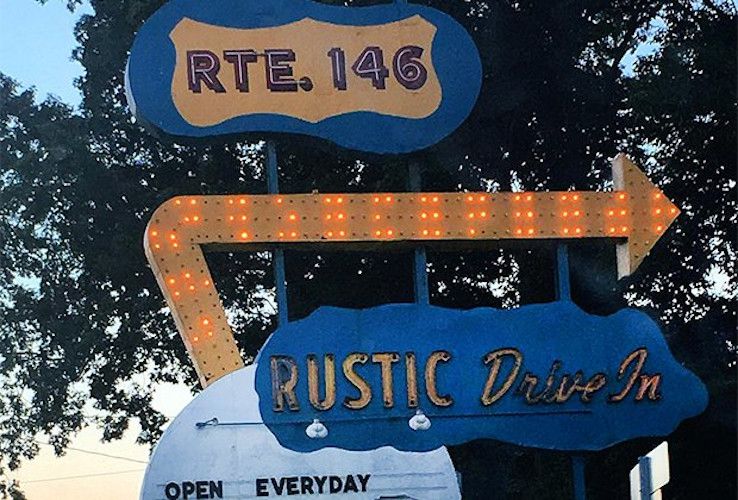 RTE. 146
RUSTIC Drive In
OPEN EVERYDAY